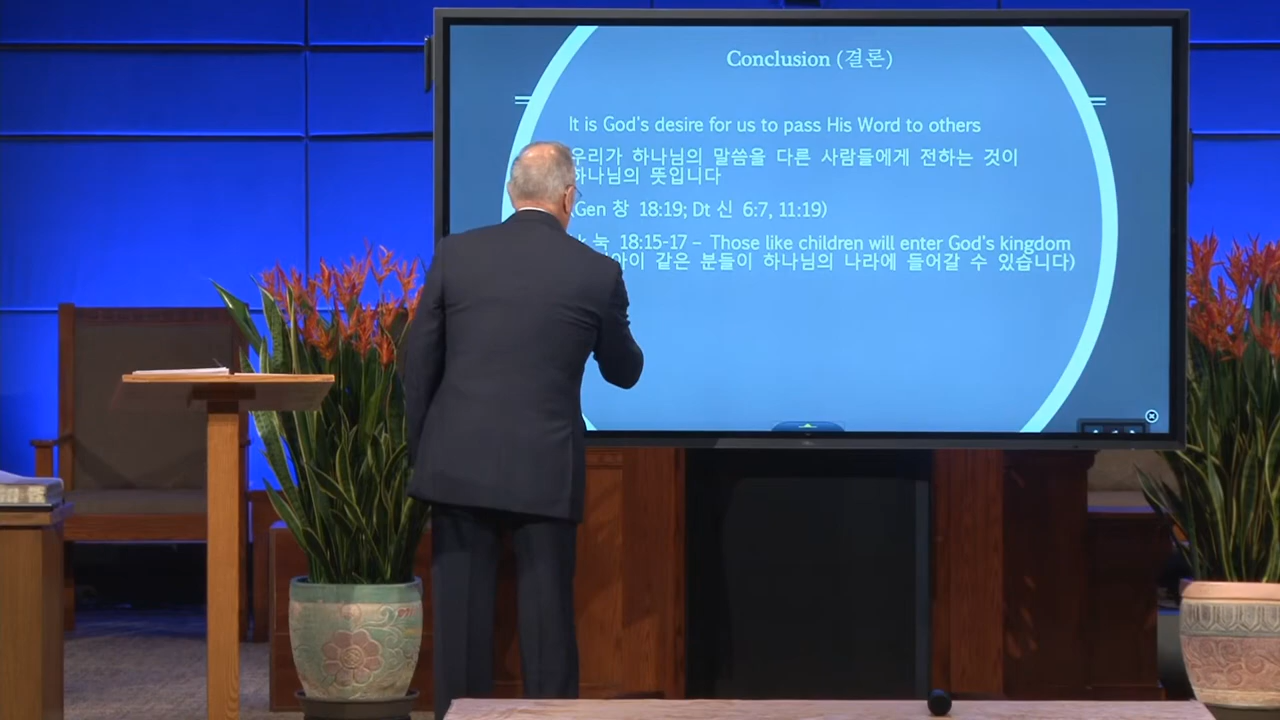 Conclusion (결론)
It is God's desire for us to pass His Word to others
우리가 하나님의 말씀을 다른 사람들에게 전하는 것이
하나님의 뜻입니다
(Gen 창 18:19; Dt 신 6:7, 11:19)
눅 18:15-17 – Those like children will enter God's kingdom
같은 분들이 하나님의 나라에 들어갈 수 있습니다)